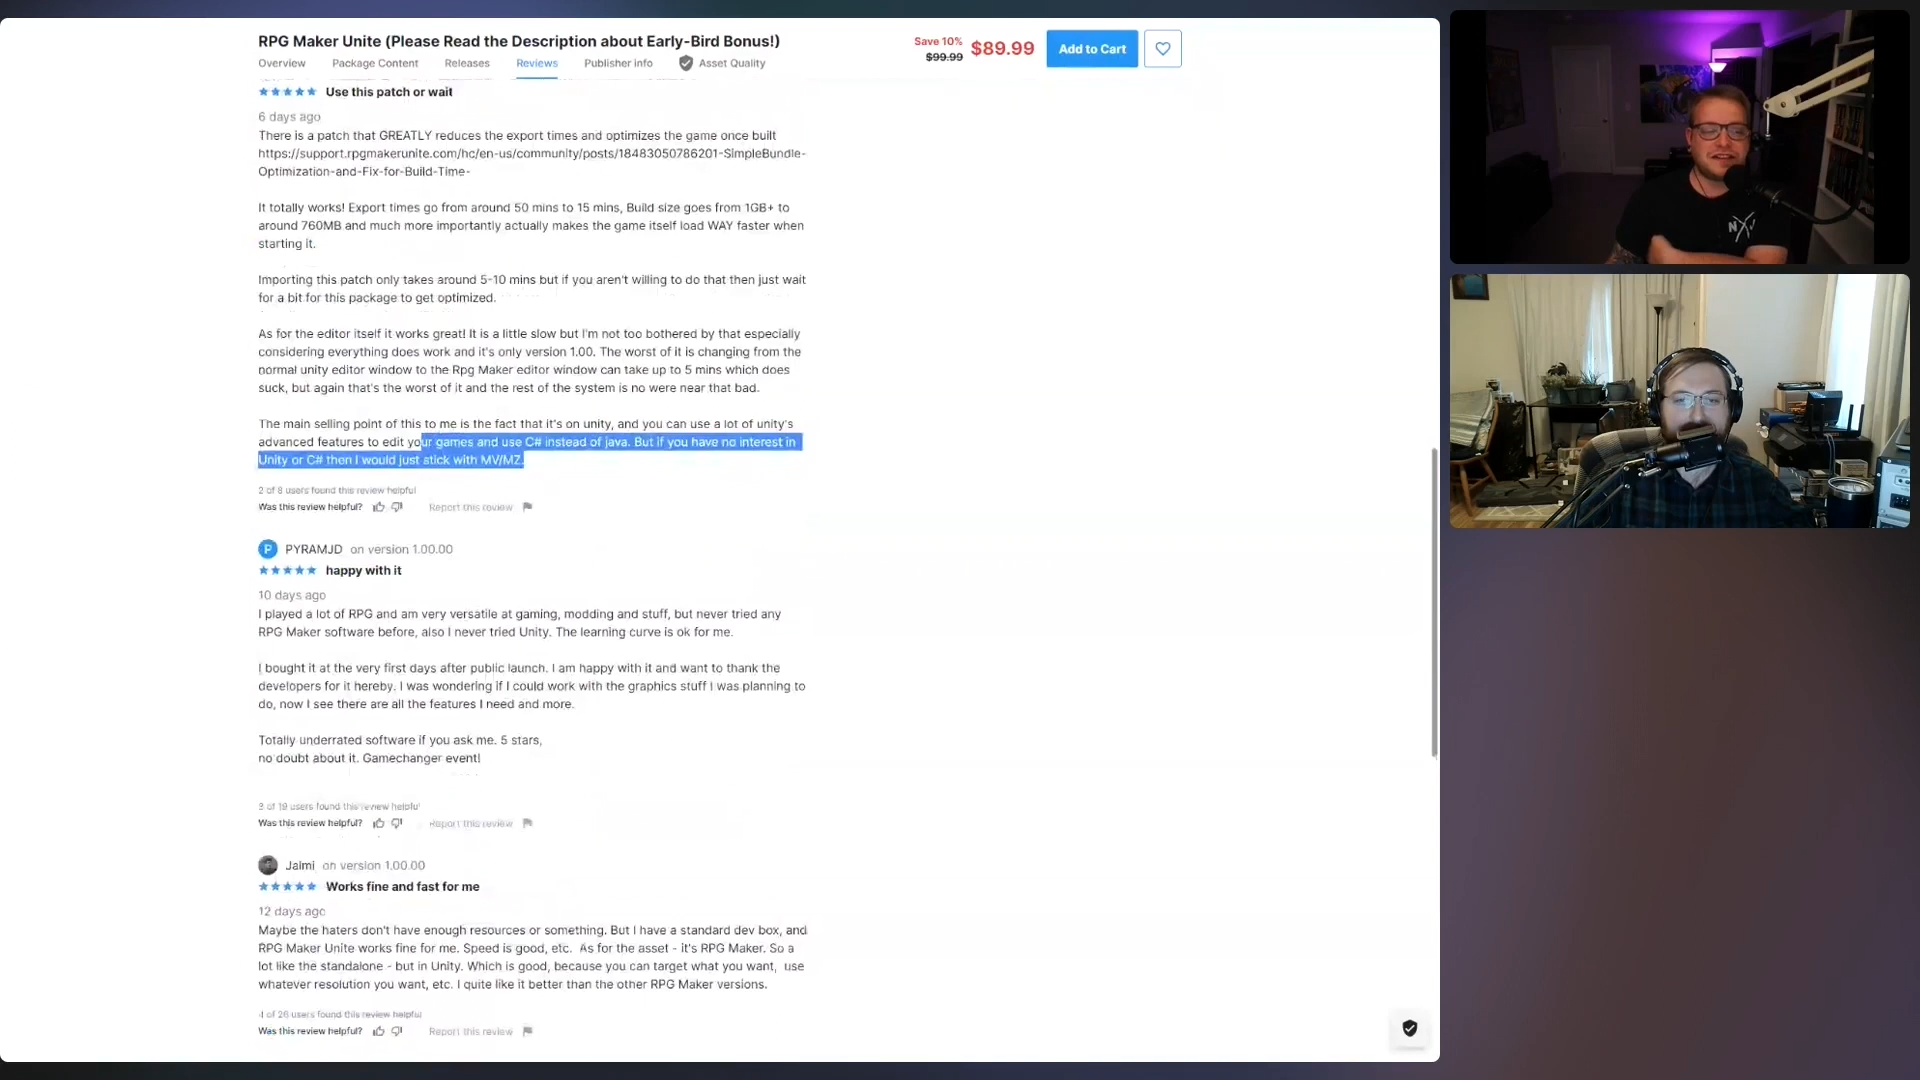 RPG Maker Unite (Please Read the Description about Early-Bird Bonus!)
Save 10%
$99.99
$89.99
Add to Cart
Overview
Package Content
Releases
Reviews
Publisher info
Asset Quality
Use this patch or wait
6 days ago
There is a patch that GREATLY reduces the export times and optimizes the game once built
https://support.rpgmakerunite.com/hc/en-us/community/posts/18483050786201-SimpleBundle-
Optimization-and-Fix-for-Build-Time-
It totally works! Export times go from around 50 mins to 15 mins, Build size goes from 1GB+ to
around 760MB and much more importantly actually makes the game itself load WAY faster when
starting it.
Importing this patch only takes around 5-10 mins but if you aren't willing to do that then just wait
for a bit for this package to get optimized.
As for the editor itself it works great! It is a little slow but I'm not too bothered by that especially
considering everything does work and it's only version 1.00. The worst of it is changing from the
normal unity editor window to the Rpg Maker editor window can take up to 5 mins which does
suck, but again that's the worst of it and the rest of the system is no were near that bad.
The main selling point of this to me is the fact that it's on unity, and you can use a lot of unity's
advanced features to edit your games and use C# instead of java. But if you have no interest in
Unity or C# then I would just stick with MV/MZ.
2 of 8 users found this review helpful
Was this review helpful?
Report this review
P
PYRAMJD on version 1.00.00
happy with it
10 days ago
I played a lot of RPG and am very versatile at gaming, modding and stuff, but never tried any
RPG Maker software before, also I never tried Unity. The learning curve is ok for me.
I bought it at the very first days after public launch. I am happy with it and want to thank the
developers for it hereby. I was wondering if I could work with the graphics stuff I was planning to
do, now I see there are all the features I need and more.
Totally underrated software if you ask me. 5 stars,
no doubt about it. Gamechanger event!
3 of 19 users found this review helpful
Was this review helpful?
Report this review
Jaimi on version 1.00.00
Works fine and fast for me
12 days ago
Maybe the haters don't have enough resources or something. But I have a standard dev box, and
RPG Maker Unite works fine for me. Speed is good, etc. As for the asset - it's RPG Maker. So a
lot like the standalone - but in Unity. Which is good, because you can target what you want, use
whatever resolution you want, etc. I quite like it better than the other RPG Maker versions.
4 of 26 users found this review helpful
Was this review helpful?
Report this review